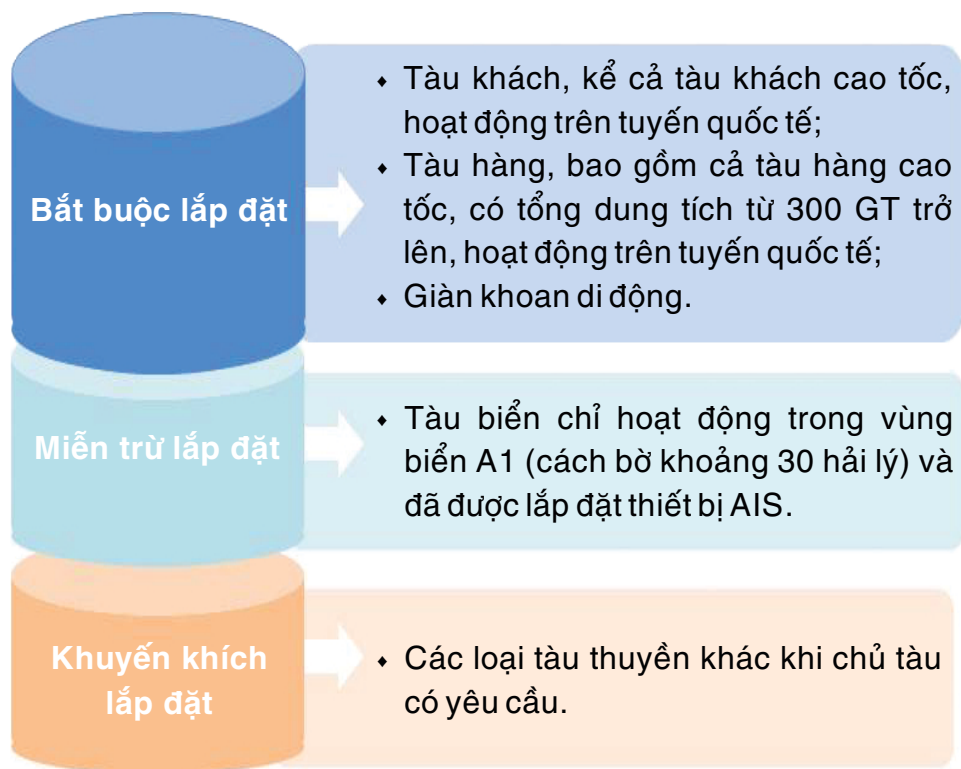 Bắt buộc lắp đặt
⬩ Tàu khách, kể cả tàu khách cao tốc,
hoạt động trên tuyến quốc tế;
⬩ Tàu hàng, bao gồm cả tàu hàng cao
tốc, có tổng dung tích từ 300 GT trở
lên, hoạt động trên tuyến quốc tế;
⬩ Giàn khoan di động.
Miễn trừ lắp đặt
⬩ Tàu biển chỉ hoạt động trong vùng
biển A1 (cách bờ khoảng 30 hải lý) và
đã được lắp đặt thiết bị AIS.
Khuyến khích
lắp đặt
⬩ Các loại tàu thuyền khác khi chủ tàu
có yêu cầu.